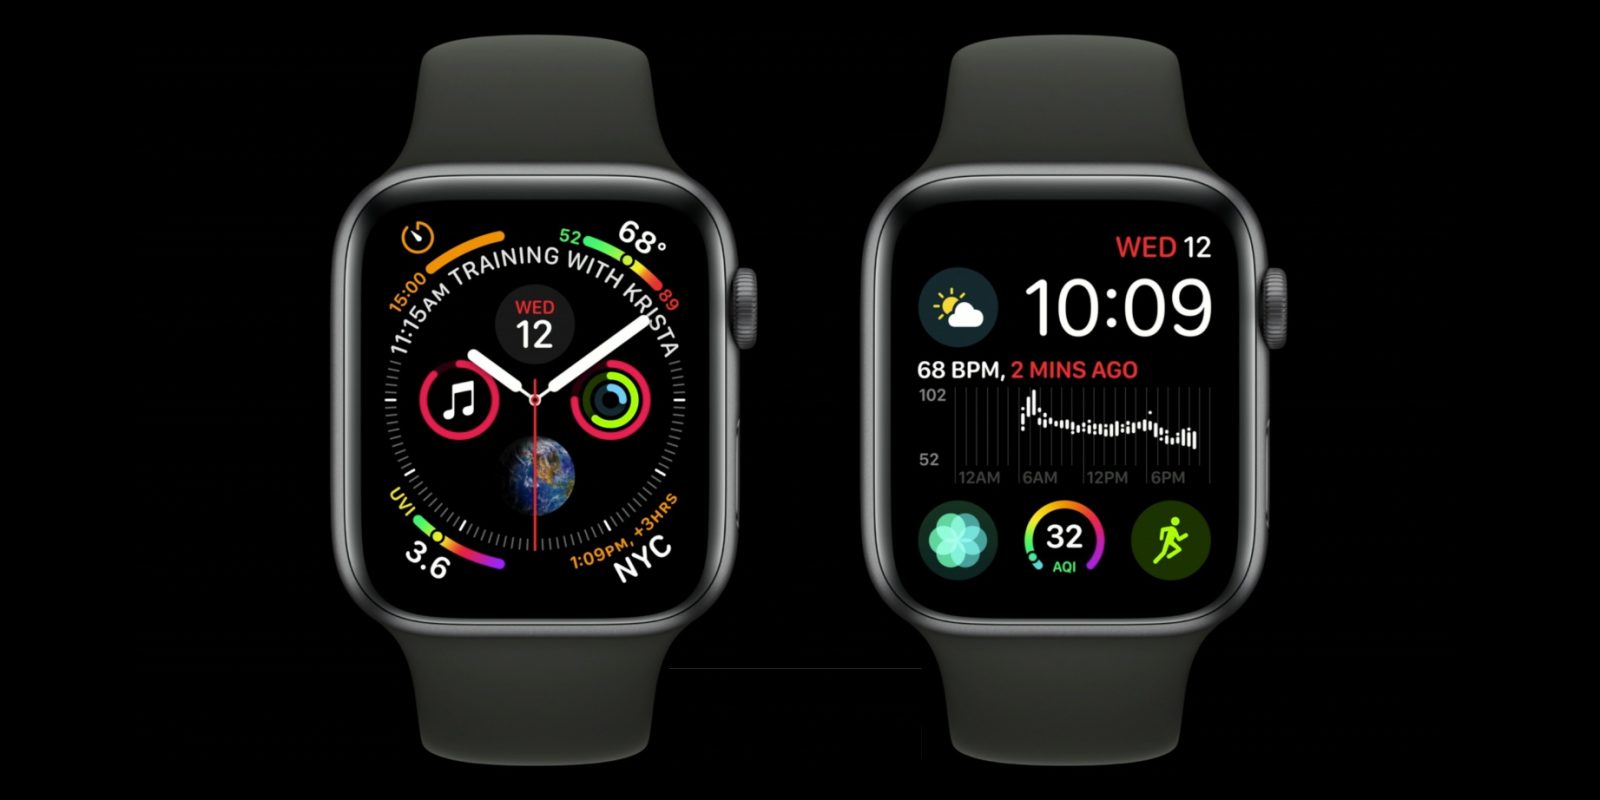 15:00
52
68°
89
11:15AM TRAINING WITH KRISTA
WED
12
UVI
3.6
1:09PM, +3HRS
NYC
WED 12
10:09
68 BPM, 2 MINS AGO
102
52
12AM 6AM 12PM 6PM
32
AQI